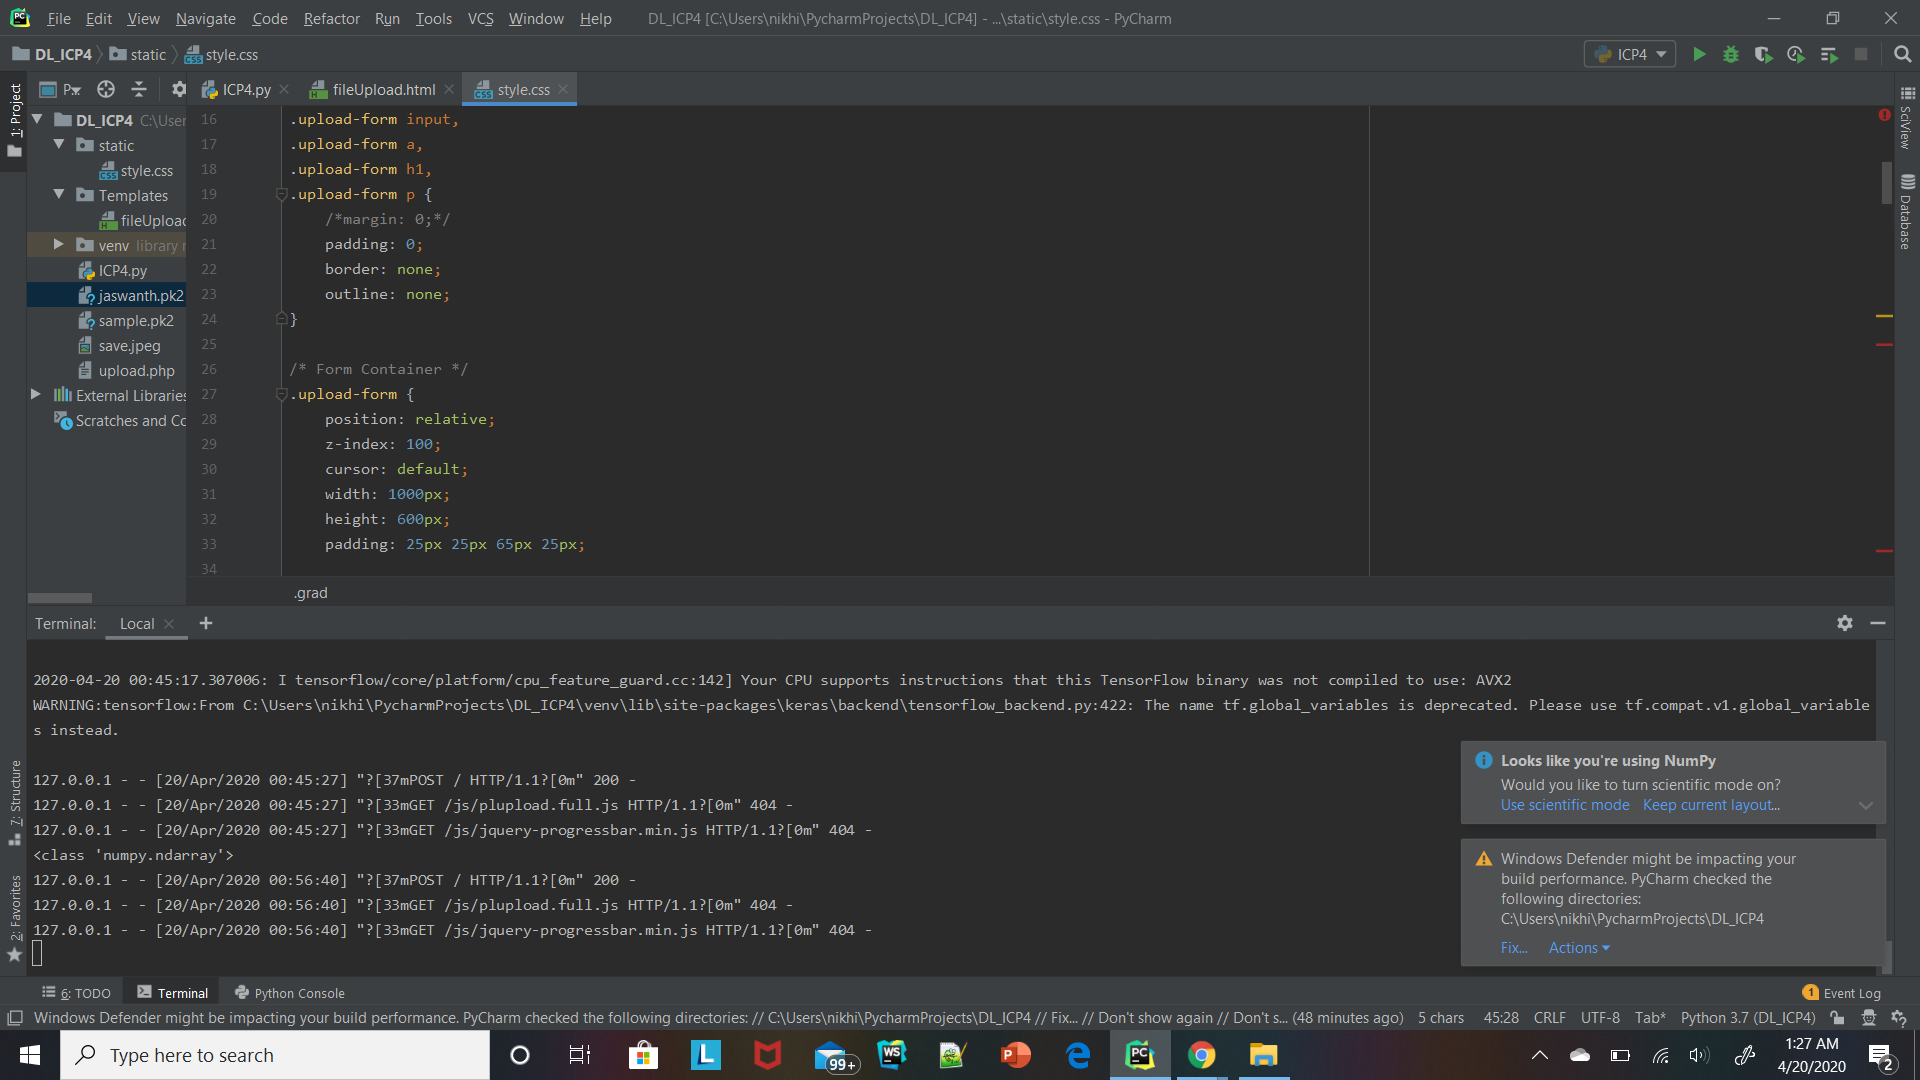 File Edit View Navigate Code Refactor Run Tools VCS Window Help DL_ICP4 [C:\Users\nikhi\PycharmProjects\DL_ICP4] - ...\static\style.css - PyCharm
DL_ICP4 static style.css ICP4
1: Project
P... ICP4.py fileUpload.html style.css
DL_ICP4 C:\User
static
style.css
Templates
fileUpload
venv library r
ICP4.py
jaswanth.pk2
sample.pk2
save.jpeg
upload.php
External Libraries
Scratches and Co
16 .upload-form input,
17 .upload-form a,
18 .upload-form h1,
19 .upload-form p {
20 /*margin: 0;*/
21 padding: 0;
22 border: none;
23 outline: none;
24 }
25
26 /* Form Container */
27 .upload-form {
28 position: relative;
29 z-index: 100;
30 cursor: default;
31 width: 1000px;
32 height: 600px;
33 padding: 25px 25px 65px 25px;
34
.grad
SciView
Database
Terminal: Local
2020-04-20 00:45:17.307006: I tensorflow/core/platform/cpu_feature_guard.cc:142] Your CPU supports instructions that this TensorFlow binary was not compiled to use: AVX2
WARNING:tensorflow:From C:\Users\nikhi\PycharmProjects\DL_ICP4\venv\lib\site-packages\keras\backend\tensorflow_backend.py:422: The name tf.global_variables is deprecated. Please use tf.compat.v1.global_variable
s instead.
127.0.0.1 - - [20/Apr/2020 00:45:27] "?[37mPOST / HTTP/1.1?[0m" 200 -
127.0.0.1 - - [20/Apr/2020 00:45:27] "?[33mGET /js/plupload.full.js HTTP/1.1?[0m" 404 -
127.0.0.1 - - [20/Apr/2020 00:45:27] "?[33mGET /js/jquery-progressbar.min.js HTTP/1.1?[0m" 404 -
<class 'numpy.ndarray'>
127.0.0.1 - - [20/Apr/2020 00:56:40] "?[37mPOST / HTTP/1.1?[0m" 200 -
127.0.0.1 - - [20/Apr/2020 00:56:40] "?[33mGET /js/plupload.full.js HTTP/1.1?[0m" 404 -
127.0.0.1 - - [20/Apr/2020 00:56:40] "?[33mGET /js/jquery-progressbar.min.js HTTP/1.1?[0m" 404 -
Looks like you're using NumPy
Would you like to turn scientific mode on?
Use scientific mode Keep current layout...
Windows Defender might be impacting your
build performance. PyCharm checked the
following directories:
C:\Users\nikhi\PycharmProjects\DL_ICP4
Fix... Actions
7: Structure
2: Favorites
6: TODO Terminal Python Console 1 Event Log
Windows Defender might be impacting your build performance. PyCharm checked the following directories: // C:\Users\nikhi\PycharmProjects\DL_ICP4 // Fix... // Don't show again // Don't s... (48 minutes ago) 5 chars 45:28 CRLF UTF-8 Tab* Python 3.7 (DL_ICP4)
Type here to search 99+
1:27 AM
4/20/2020
2